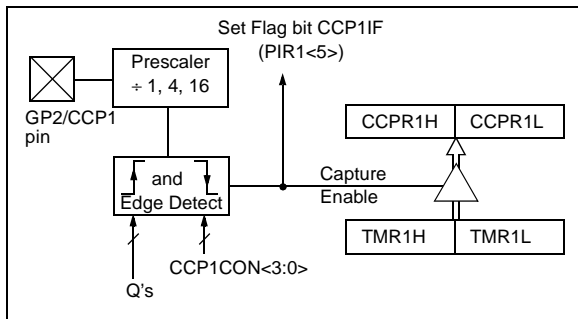 Set Flag bit CCP1IF
(PIR1<5>)
Prescaler
÷ 1, 4, 16
GP2/CCP1
pin
CCPR1H CCPR1L
and
Edge Detect
Capture
Enable
TMR1H TMR1L
CCP1CON<3:0>
Q's